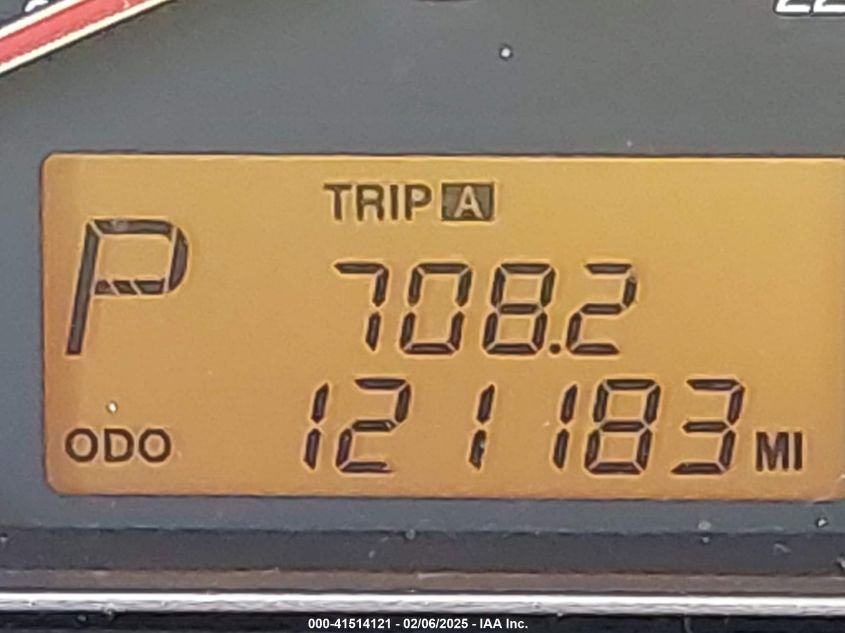 TRIP A
P
708.2
ODO 121183 MI
000-41514121 - 02/06/2025 - IAA Inc.